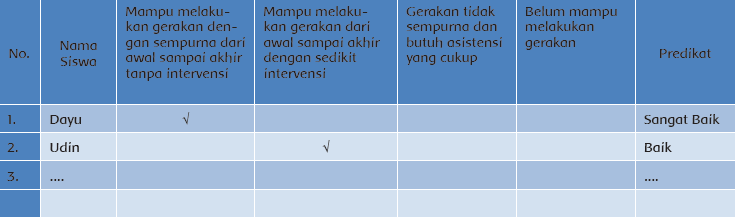 No.
Nama
Siswa
Mampu melaku-
kan gerakan den-
gan sempurna dari
awal sampai akhir
tanpa intervensi
Mampu melaku-
kan gerakan dari
awal sampai akhir
dengan sedikit
intervensi
Gerakan tidak
sempurna dan
butuh asistensi
yang cukup
Belum mampu
melakukan
gerakan
Predikat
1. Dayu √ Sangat Baik
2. Udin √ Baik
3. .... ....